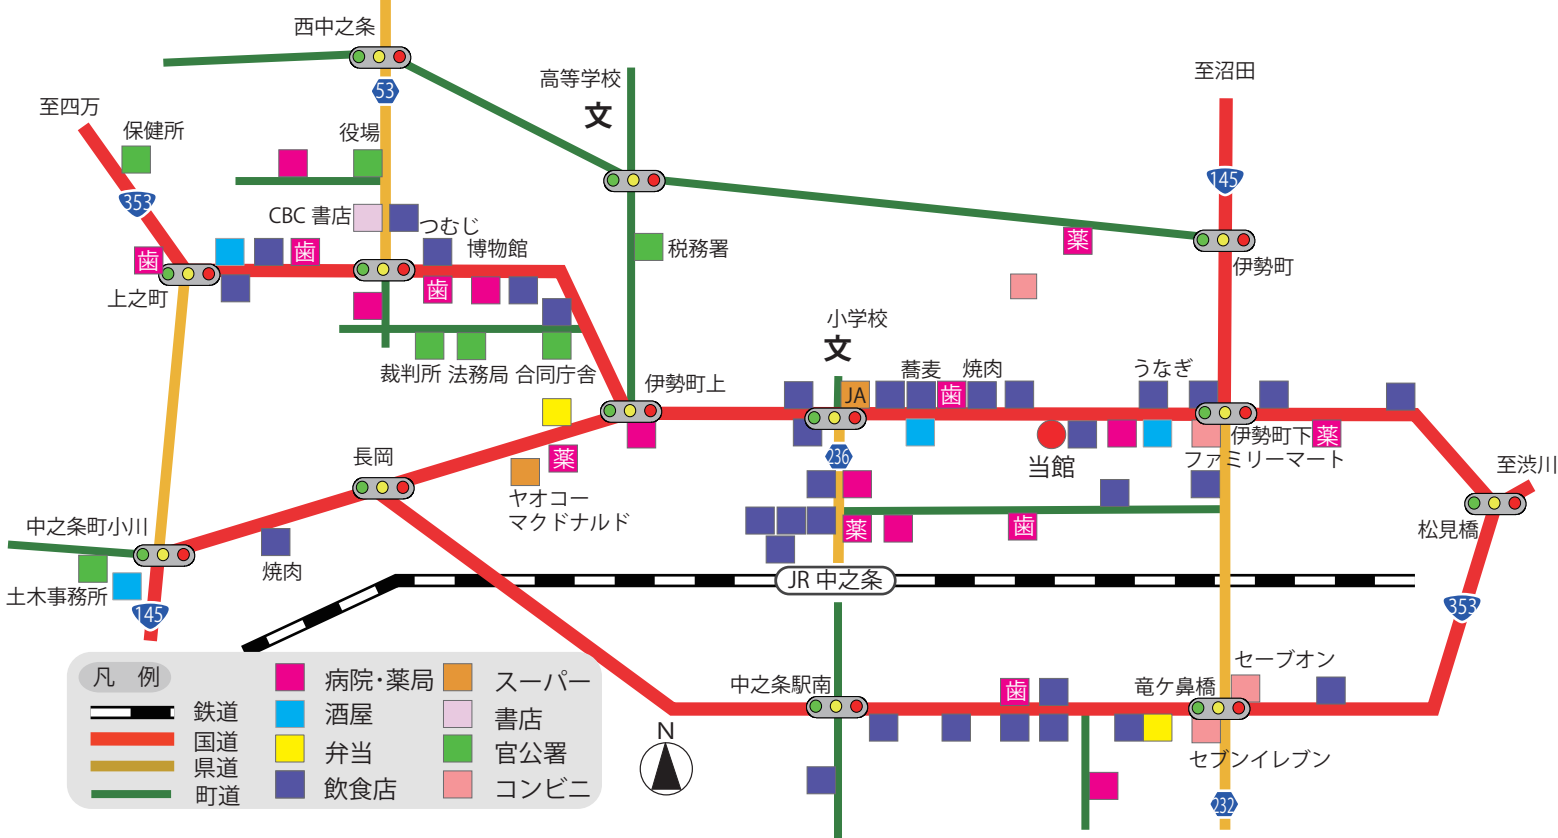 西中之条
53
高等学校
文
至沼田
至四万
保健所
役場
353
145
CBC 書店
つむじ
博物館
税務署
薬
伊勢町
歯
歯
上之町
歯
小学校
文
裁判所
法務局
合同庁舎
伊勢町上
JA
蕎麦
歯
焼肉
うなぎ
伊勢町下
薬
ファミリーマート
当館
236
長岡
薬
ヤオコー
マクドナルド
至渋川
松見橋
中之条町小川
焼肉
薬
歯
土木事務所
145
JR 中之条
353
凡 例
鉄道
国道
県道
町道
病院・薬局
酒屋
弁当
飲食店
スーパー
書店
官公署
コンビニ
N
中之条駅南
歯
竜ケ鼻橋
セーブオン
セブンイレブン
232